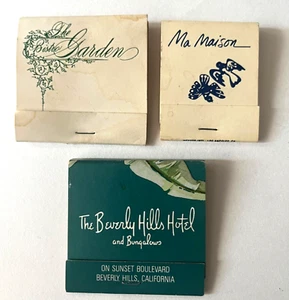 The
Bistro
Garden
Ma Maison
The Beverly Hills Hotel
and Bungalows
ON SUNSET BOULEVARD
BEVERLY HILLS, CALIFORNIA